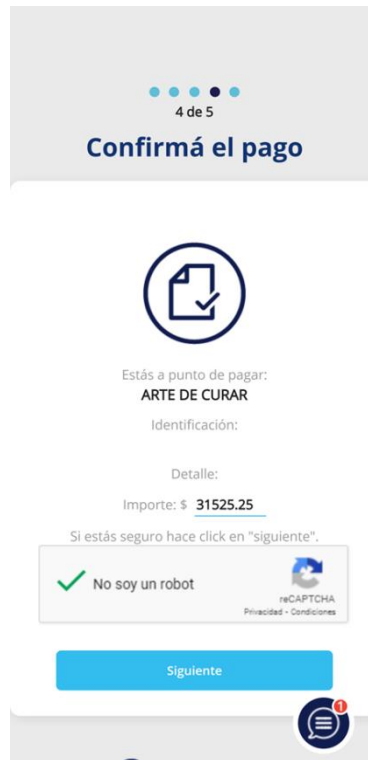 4 de 5
Confirmá el pago
Estás a punto de pagar:
ARTE DE CURAR
Identificación:
Detalle:
Importe: $ 31525.25
Si estás seguro hace click en "siguiente".
No soy un robot
reCAPTCHA
Privacidad - Condiciones
Siguiente
1